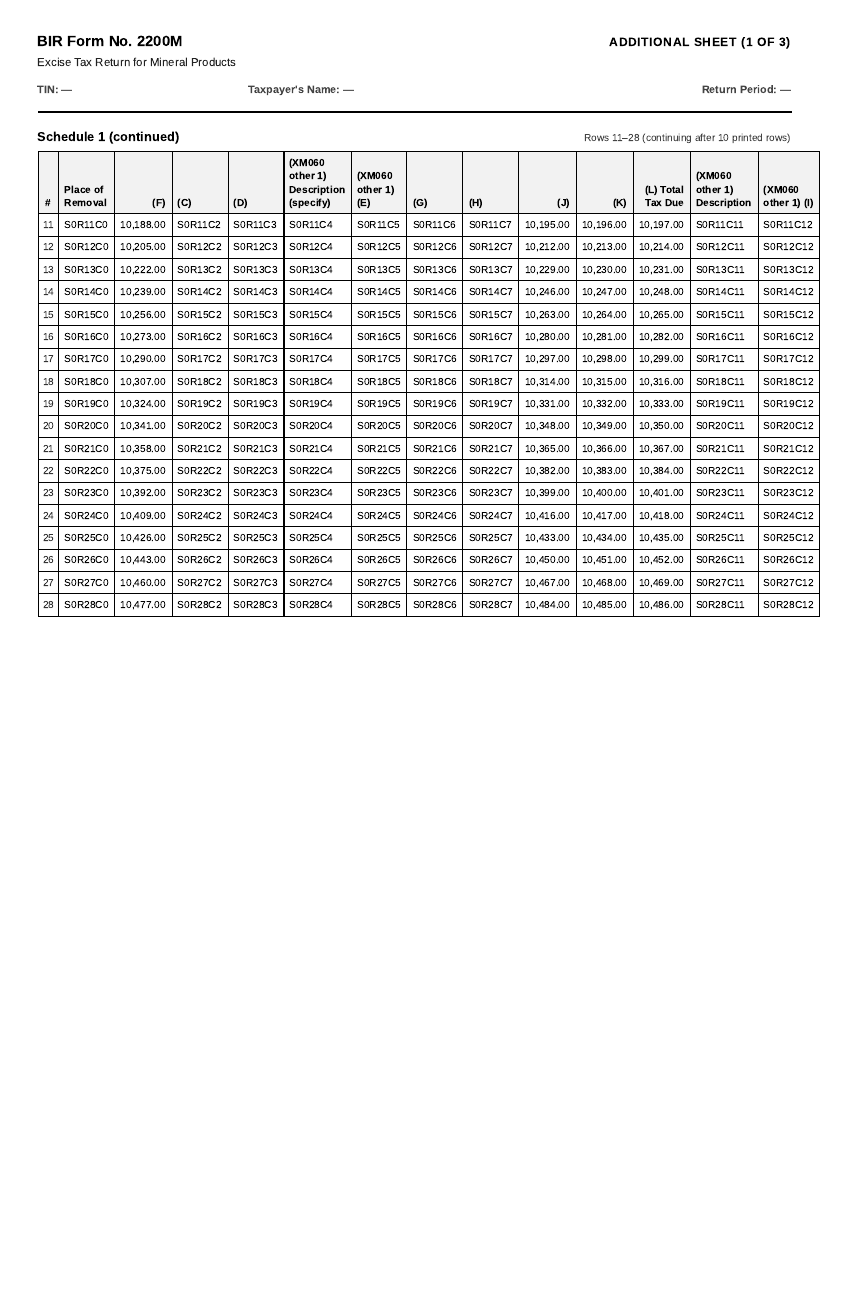 BIR Form No. 2200M
ADDITIONAL SHEET (1 OF 3)
Excise Tax Return for Mineral Products
TIN: — Taxpayer's Name: — Return Period: —
Schedule 1 (continued)
Rows 11–28 (continuing after 10 printed rows)
# Place of Removal (F) (C) (D) (XM060 other 1) Description (specify) (XM060 other 1) (E) (G) (H) (J) (K) (L) Total Tax Due (XM060 other 1) Description (XM060 other 1) (I)
11 S0R11C0 10,188.00 S0R11C2 S0R11C3 S0R11C4 S0R11C5 S0R11C6 S0R11C7 10,195.00 10,196.00 10,197.00 S0R11C11 S0R11C12
12 S0R12C0 10,205.00 S0R12C2 S0R12C3 S0R12C4 S0R12C5 S0R12C6 S0R12C7 10,212.00 10,213.00 10,214.00 S0R12C11 S0R12C12
13 S0R13C0 10,222.00 S0R13C2 S0R13C3 S0R13C4 S0R13C5 S0R13C6 S0R13C7 10,229.00 10,230.00 10,231.00 S0R13C11 S0R13C12
14 S0R14C0 10,239.00 S0R14C2 S0R14C3 S0R14C4 S0R14C5 S0R14C6 S0R14C7 10,246.00 10,247.00 10,248.00 S0R14C11 S0R14C12
15 S0R15C0 10,256.00 S0R15C2 S0R15C3 S0R15C4 S0R15C5 S0R15C6 S0R15C7 10,263.00 10,264.00 10,265.00 S0R15C11 S0R15C12
16 S0R16C0 10,273.00 S0R16C2 S0R16C3 S0R16C4 S0R16C5 S0R16C6 S0R16C7 10,280.00 10,281.00 10,282.00 S0R16C11 S0R16C12
17 S0R17C0 10,290.00 S0R17C2 S0R17C3 S0R17C4 S0R17C5 S0R17C6 S0R17C7 10,297.00 10,298.00 10,299.00 S0R17C11 S0R17C12
18 S0R18C0 10,307.00 S0R18C2 S0R18C3 S0R18C4 S0R18C5 S0R18C6 S0R18C7 10,314.00 10,315.00 10,316.00 S0R18C11 S0R18C12
19 S0R19C0 10,324.00 S0R19C2 S0R19C3 S0R19C4 S0R19C5 S0R19C6 S0R19C7 10,331.00 10,332.00 10,333.00 S0R19C11 S0R19C12
20 S0R20C0 10,341.00 S0R20C2 S0R20C3 S0R20C4 S0R20C5 S0R20C6 S0R20C7 10,348.00 10,349.00 10,350.00 S0R20C11 S0R20C12
21 S0R21C0 10,358.00 S0R21C2 S0R21C3 S0R21C4 S0R21C5 S0R21C6 S0R21C7 10,365.00 10,366.00 10,367.00 S0R21C11 S0R21C12
22 S0R22C0 10,375.00 S0R22C2 S0R22C3 S0R22C4 S0R22C5 S0R22C6 S0R22C7 10,382.00 10,383.00 10,384.00 S0R22C11 S0R22C12
23 S0R23C0 10,392.00 S0R23C2 S0R23C3 S0R23C4 S0R23C5 S0R23C6 S0R23C7 10,399.00 10,400.00 10,401.00 S0R23C11 S0R23C12
24 S0R24C0 10,409.00 S0R24C2 S0R24C3 S0R24C4 S0R24C5 S0R24C6 S0R24C7 10,416.00 10,417.00 10,418.00 S0R24C11 S0R24C12
25 S0R25C0 10,426.00 S0R25C2 S0R25C3 S0R25C4 S0R25C5 S0R25C6 S0R25C7 10,433.00 10,434.00 10,435.00 S0R25C11 S0R25C12
26 S0R26C0 10,443.00 S0R26C2 S0R26C3 S0R26C4 S0R26C5 S0R26C6 S0R26C7 10,450.00 10,451.00 10,452.00 S0R26C11 S0R26C12
27 S0R27C0 10,460.00 S0R27C2 S0R27C3 S0R27C4 S0R27C5 S0R27C6 S0R27C7 10,467.00 10,468.00 10,469.00 S0R27C11 S0R27C12
28 S0R28C0 10,477.00 S0R28C2 S0R28C3 S0R28C4 S0R28C5 S0R28C6 S0R28C7 10,484.00 10,485.00 10,486.00 S0R28C11 S0R28C12